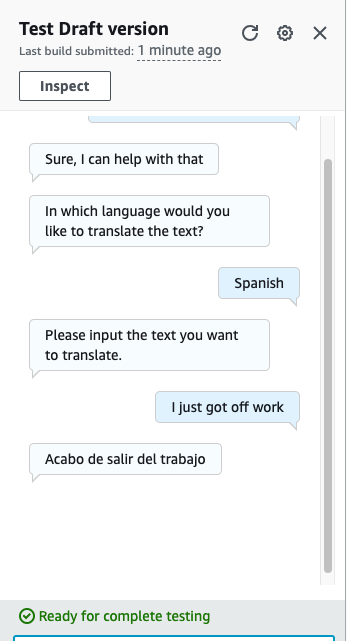 Test Draft version
Last build submitted: 1 minute ago
Inspect
Sure, I can help with that
In which language would you
like to translate the text?
Spanish
Please input the text you want
to translate.
I just got off work
Acabo de salir del trabajo
Ready for complete testing